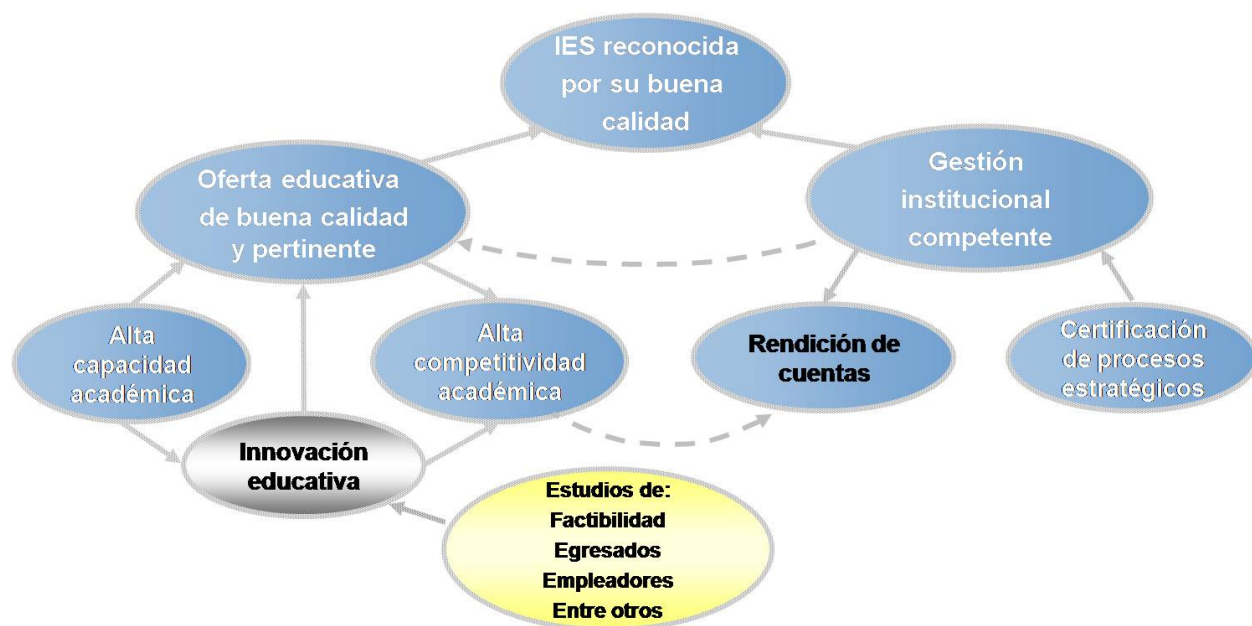 IES reconocida
por su buena
calidad
Oferta educativa
de buena calidad
y pertinente
Gestión
institucional
competente
Alta
capacidad
académica
Alta
competitividad
académica
Rendición de
cuentas
Certificación
de procesos
estratégicos
Innovación
educativa
Estudios de:
Factibilidad
Egresados
Empleadores
Entre otros